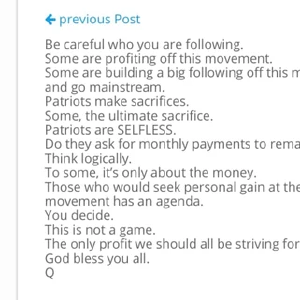 previous Post
Be careful who you are following.
Some are profiting off this movement.
Some are building a big following off this
and go mainstream.
Patriots make sacrifices.
Some, the ultimate sacrifice.
Patriots are SELFLESS.
Do they ask for monthly payments to
Think logically.
To some, it's only about the money.
Those who would seek personal gain at the
movement has an agenda.
You decide.
This is not a game.
The only profit we should all be striving for
God bless you all.
Q